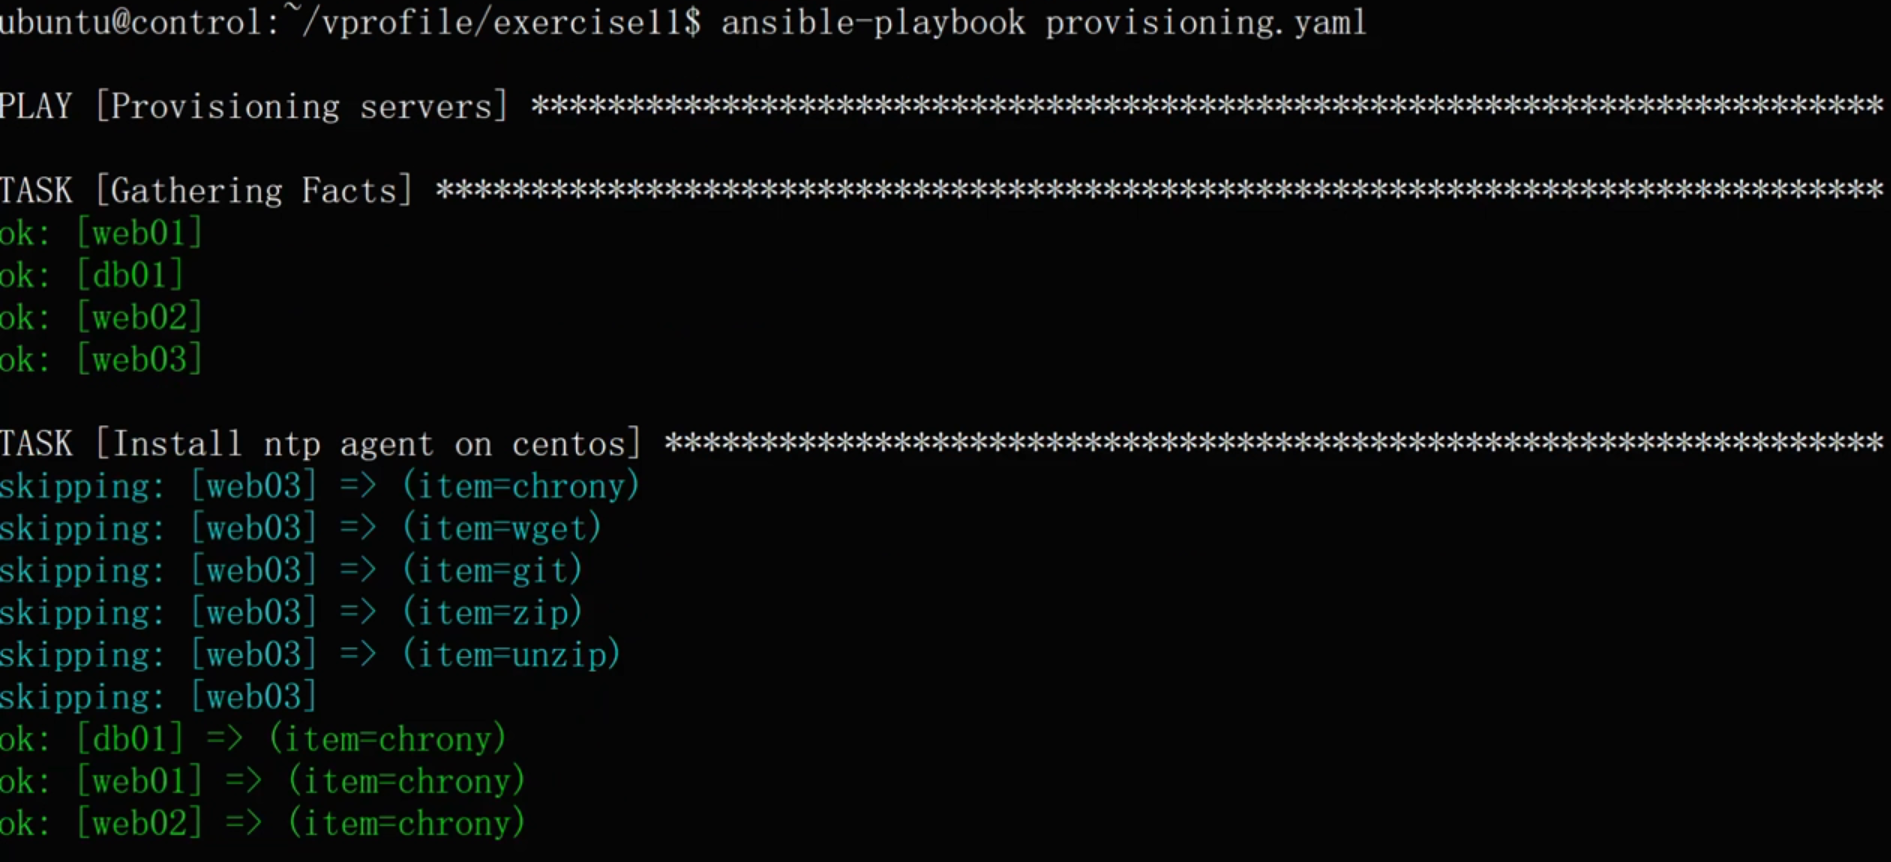 ubuntu@control:~/vprofile/exercise11$ ansible-playbook provisioning.yaml
PLAY [Provisioning servers] ***********************************************************************
TASK [Gathering Facts] ****************************************************************************
ok: [web01]
ok: [db01]
ok: [web02]
ok: [web03]
TASK [Install ntp agent on centos] ****************************************************************
skipping: [web03] => (item=chrony)
skipping: [web03] => (item=wget)
skipping: [web03] => (item=git)
skipping: [web03] => (item=zip)
skipping: [web03] => (item=unzip)
skipping: [web03]
ok: [db01] => (item=chrony)
ok: [web01] => (item=chrony)
ok: [web02] => (item=chrony)